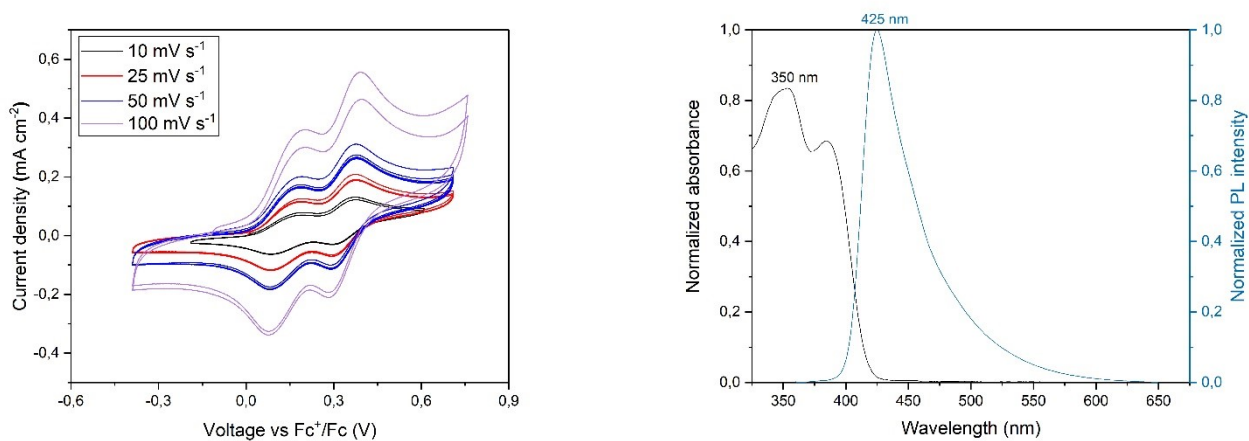 10 mV s⁻¹
25 mV s⁻¹
50 mV s⁻¹
100 mV s⁻¹
Current density (mA cm⁻²)
0,6
0,4
0,2
0,0
-0,2
-0,4
-0,6
-0,3
0,0
0,3
0,6
0,9
Voltage vs Fc⁺/Fc (V)
425 nm
350 nm
Normalized absorbance
1,0
0,8
0,6
0,4
0,2
0,0
350
400
450
500
550
600
650
Wavelength (nm)
1,0
0,8
0,6
0,4
0,2
0,0
Normalized PL intensity